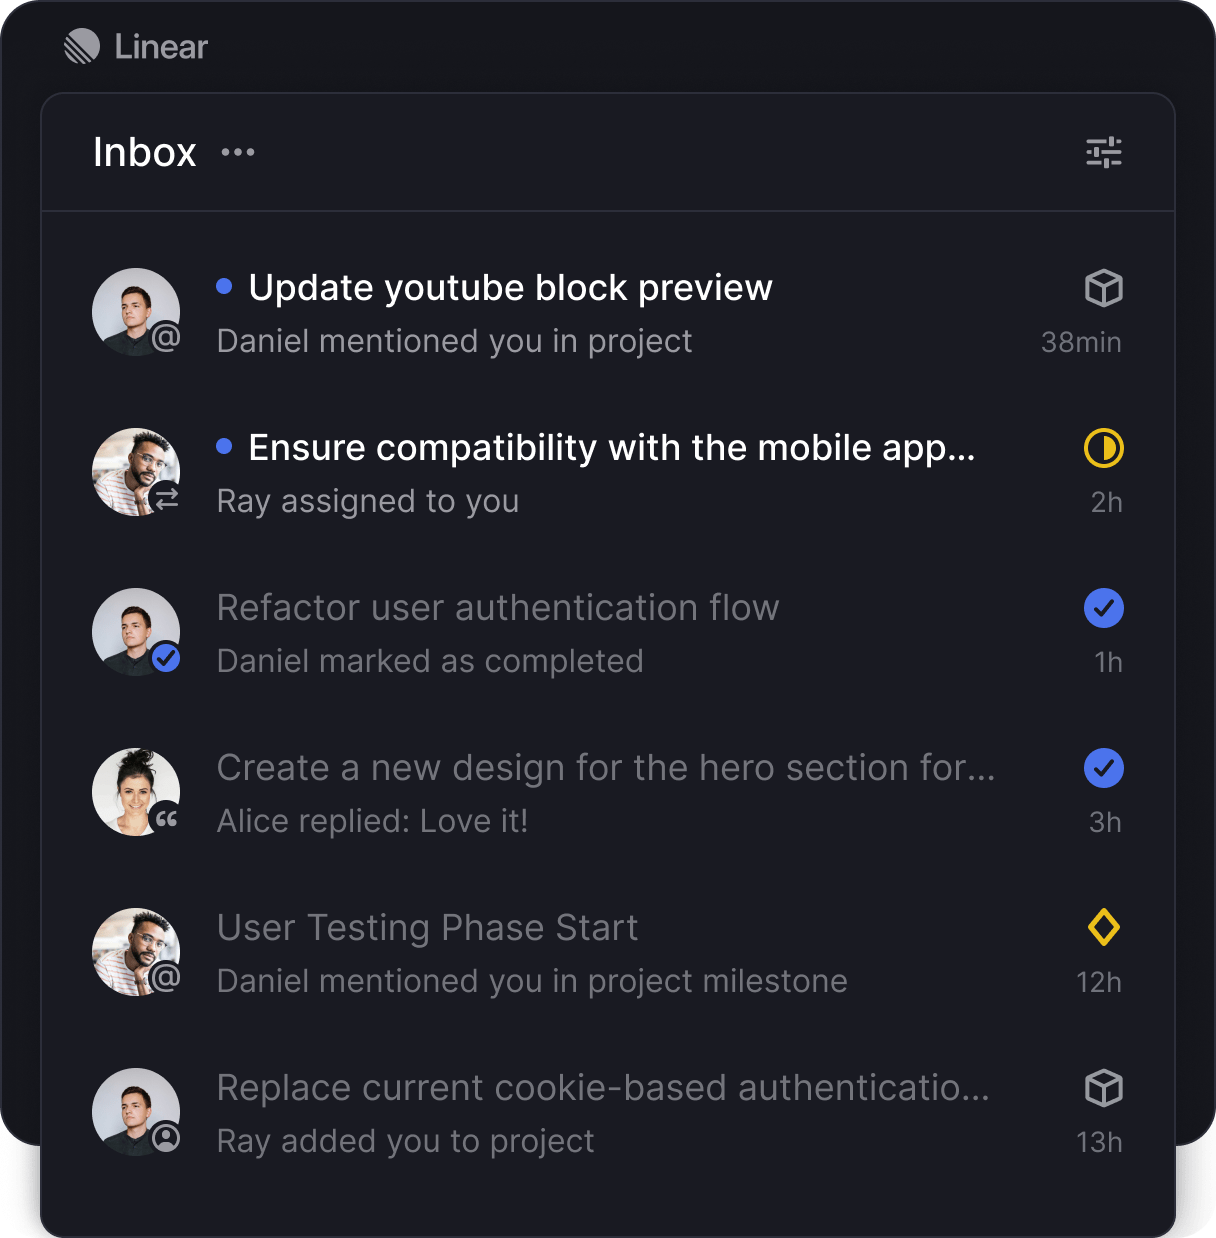 Linear
Inbox
Update youtube block preview
Daniel mentioned you in project
38min
Ensure compatibility with the mobile app...
Ray assigned to you
2h
Refactor user authentication flow
Daniel marked as completed
1h
Create a new design for the hero section for...
Alice replied: Love it!
3h
User Testing Phase Start
Daniel mentioned you in project milestone
12h
Replace current cookie-based authenticatio...
Ray added you to project
13h